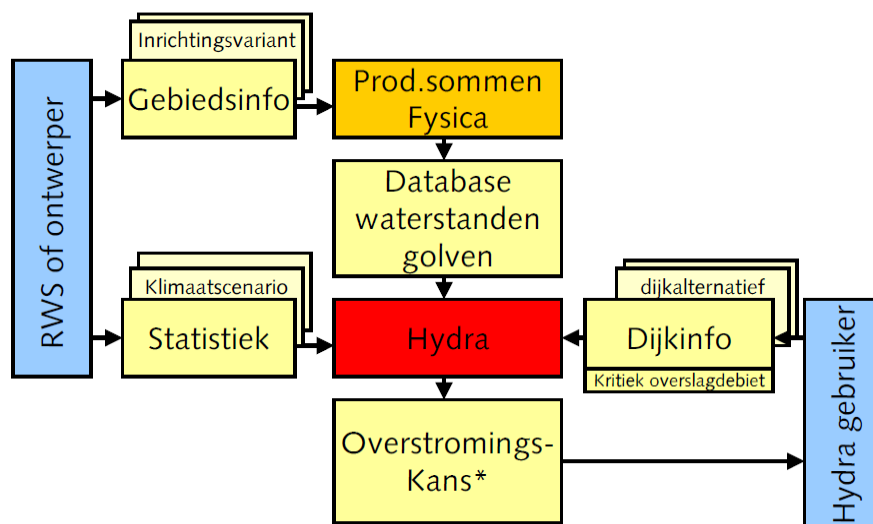 Inrichtingsvariant
Gebiedsinfo
Prod.sommen
Fysica
RWS of ontwerper
Database
waterstanden
golven
Klimaatscenario
Statistiek
Hydra
dijkalternatief
Dijkinfo
Kritiek overslagdebiet
Hydra gebruiker
Overstromings-
Kans*